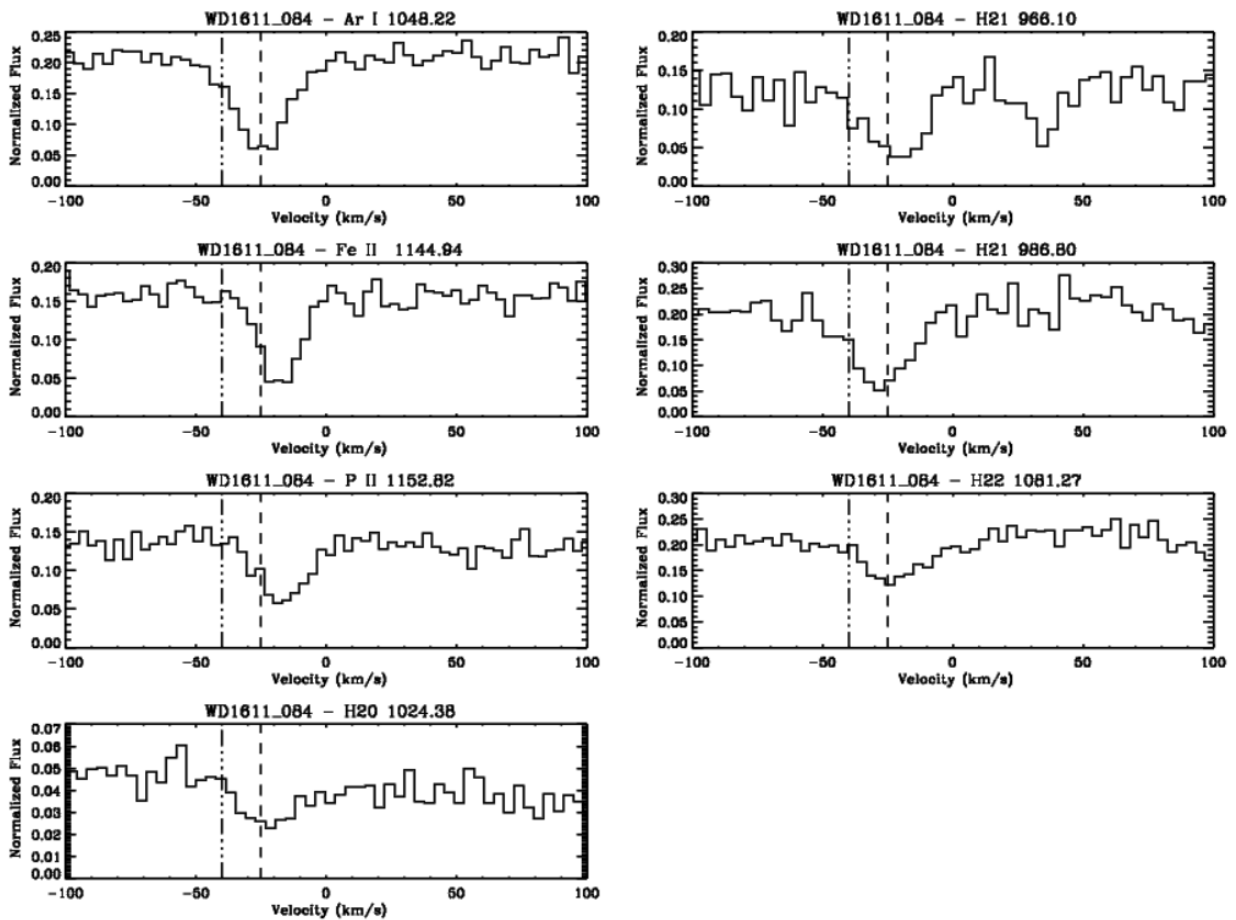 WD1611_084 - Ar I 1048.22
Normalized Flux
0.25
0.20
0.15
0.10
0.05
0.00
-100 -50 0 50 100
Velocity (km/s)
WD1611_084 - Fe II 1144.94
Normalized Flux
0.20
0.15
0.10
0.05
0.00
-100 -50 0 50 100
Velocity (km/s)
WD1611_084 - P II 1152.82
Normalized Flux
0.20
0.15
0.10
0.05
0.00
-100 -50 0 50 100
Velocity (km/s)
WD1611_084 - H20 1024.38
Normalized Flux
0.07
0.06
0.05
0.04
0.03
0.02
0.01
0.00
-100 -50 0 50 100
Velocity (km/s)
WD1611_084 - H21 966.10
Normalized Flux
0.20
0.15
0.10
0.05
0.00
-100 -50 0 50 100
Velocity (km/s)
WD1611_084 - H21 986.80
Normalized Flux
0.30
0.25
0.20
0.15
0.10
0.05
0.00
-100 -50 0 50 100
Velocity (km/s)
WD1611_084 - H22 1081.27
Normalized Flux
0.30
0.25
0.20
0.15
0.10
0.05
0.00
-100 -50 0 50 100
Velocity (km/s)